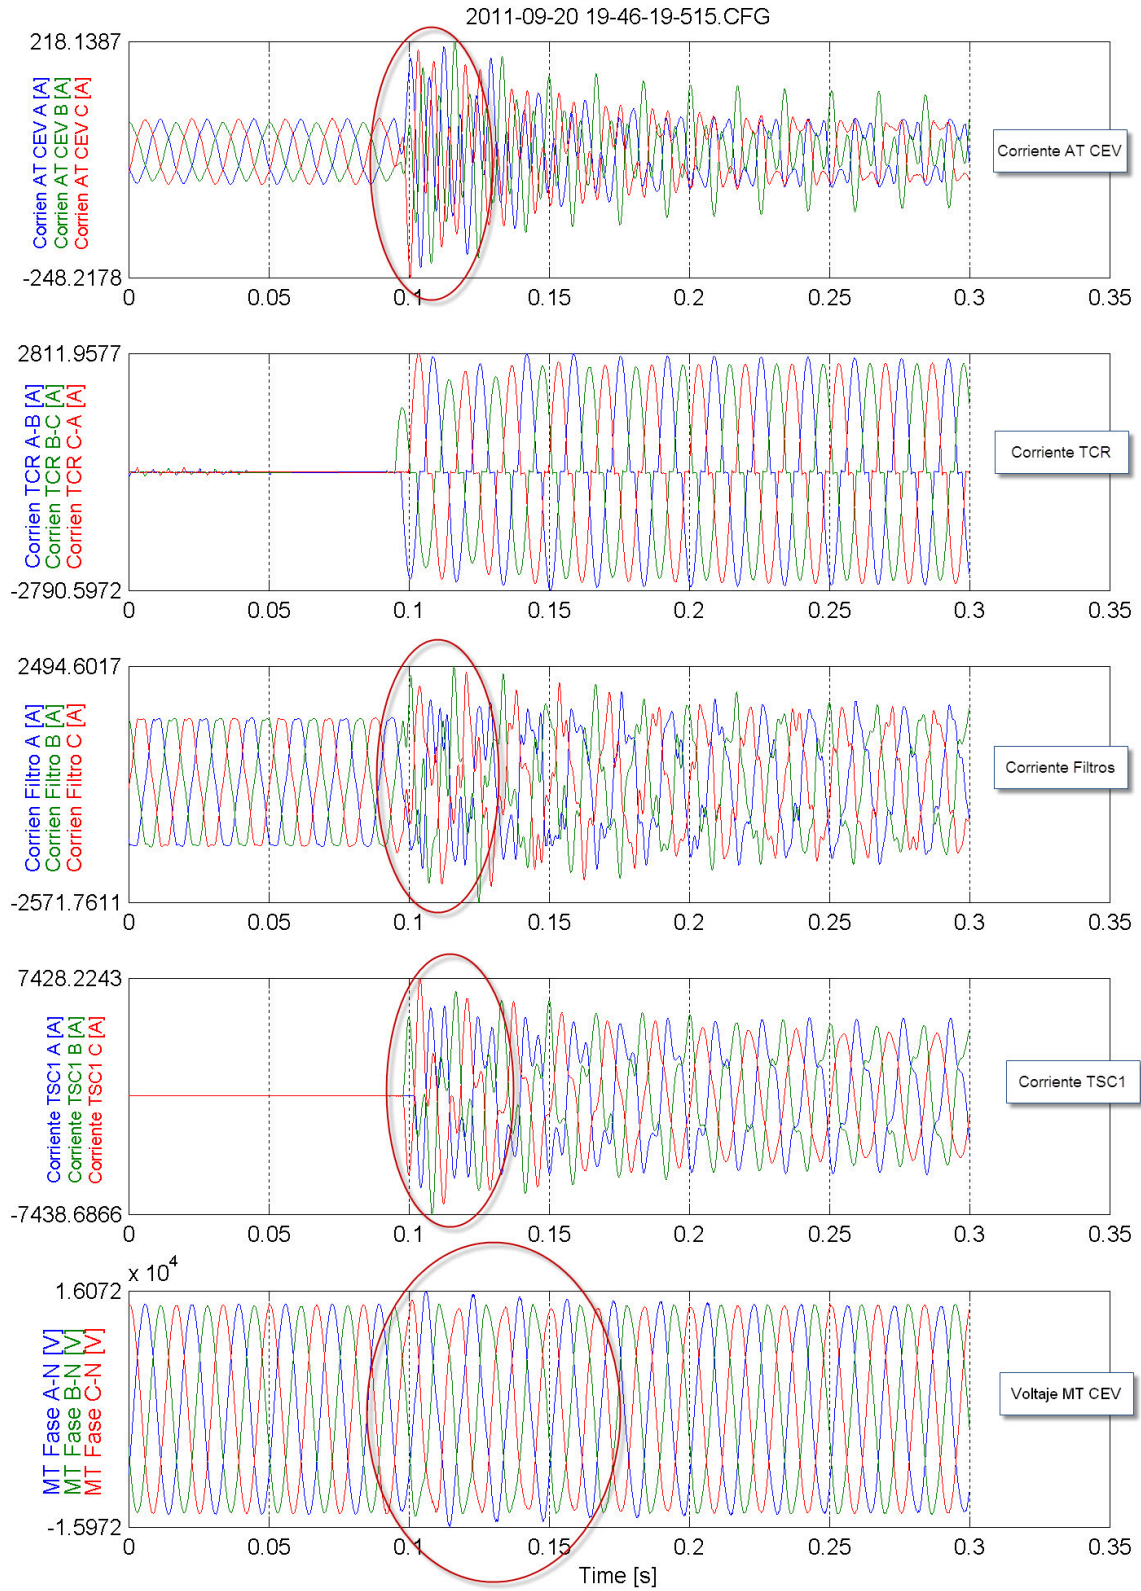 2011-09-20 19-46-19-515.CFG
218.1387
-248.2178
Corrien AT CEV A [A]
Corrien AT CEV B [A]
Corrien AT CEV C [A]
0 0.05 0.1 0.15 0.2 0.25 0.3 0.35
Corriente AT CEV
2811.9577
-2790.5972
Corrien TCR A-B [A]
Corrien TCR B-C [A]
Corrien TCR C-A [A]
0 0.05 0.1 0.15 0.2 0.25 0.3 0.35
Corriente TCR
2494.6017
-2571.7611
Corrien Filtro A [A]
Corrien Filtro B [A]
Corrien Filtro C [A]
0 0.05 0.1 0.15 0.2 0.25 0.3 0.35
Corriente Filtros
7428.2243
-7438.6866
Corriente TSC1 A [A]
Corriente TSC1 B [A]
Corriente TSC1 C [A]
0 0.05 0.1 0.15 0.2 0.25 0.3 0.35
Corriente TSC1
x 10^4
1.6072
-1.5972
MT Fase A-N [V]
MT Fase B-N [V]
MT Fase C-N [V]
0 0.05 0.1 0.15 0.2 0.25 0.3 0.35
Voltaje MT CEV
Time [s]